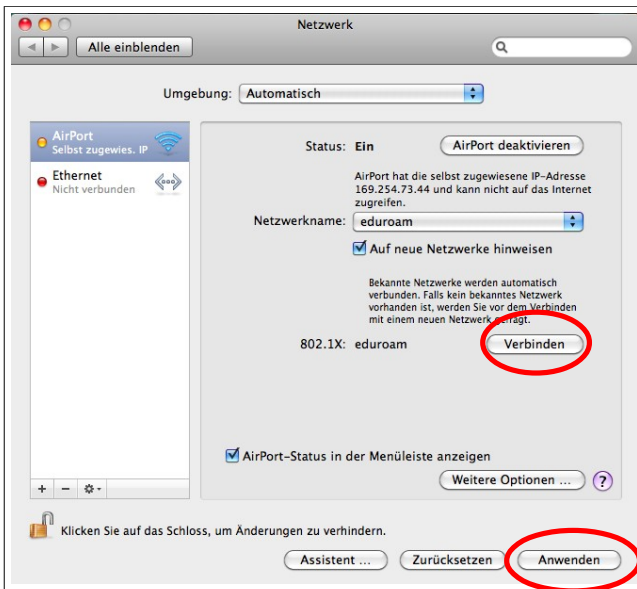 Netzwerk
Alle einblenden
Umgebung: Automatisch
AirPort
Selbst zugewies. IP
Ethernet
Nicht verbunden
Status: Ein
AirPort deaktivieren
AirPort hat die selbst zugewiesene IP-Adresse
169.254.73.44 und kann nicht auf das Internet
zugreifen.
Netzwerkname: eduroam
Auf neue Netzwerke hinweisen
Bekannte Netzwerke werden automatisch
verbunden. Falls kein bekanntes Netzwerk
vorhanden ist, werden Sie vor dem Verbinden
mit einem neuen Netzwerk gefragt.
802.1X: eduroam
Verbinden
AirPort-Status in der Menüleiste anzeigen
Weitere Optionen ...
?
+ −
Klicken Sie auf das Schloss, um Änderungen zu verhindern.
Assistent ...
Zurücksetzen
Anwenden